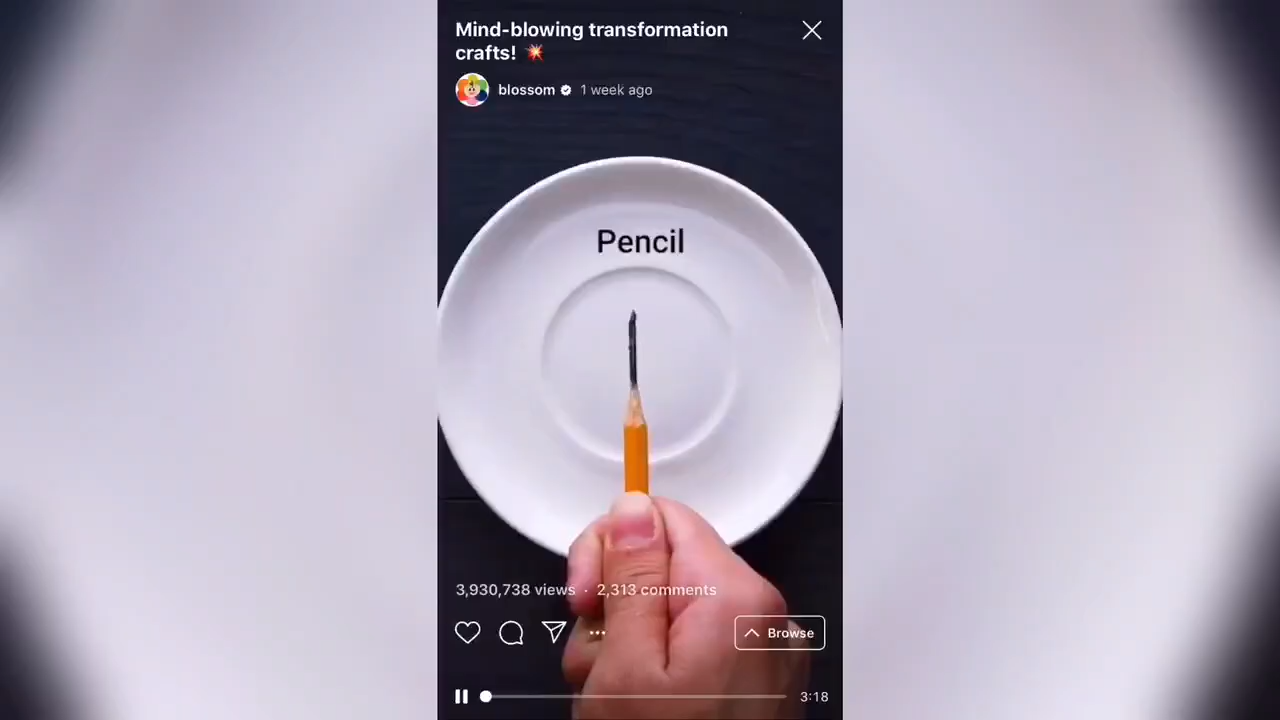 Mind-blowing transformation
crafts! 💥
blossom 1 week ago
Pencil
3,930,738 views · 2,313 comments
Browse
3:18